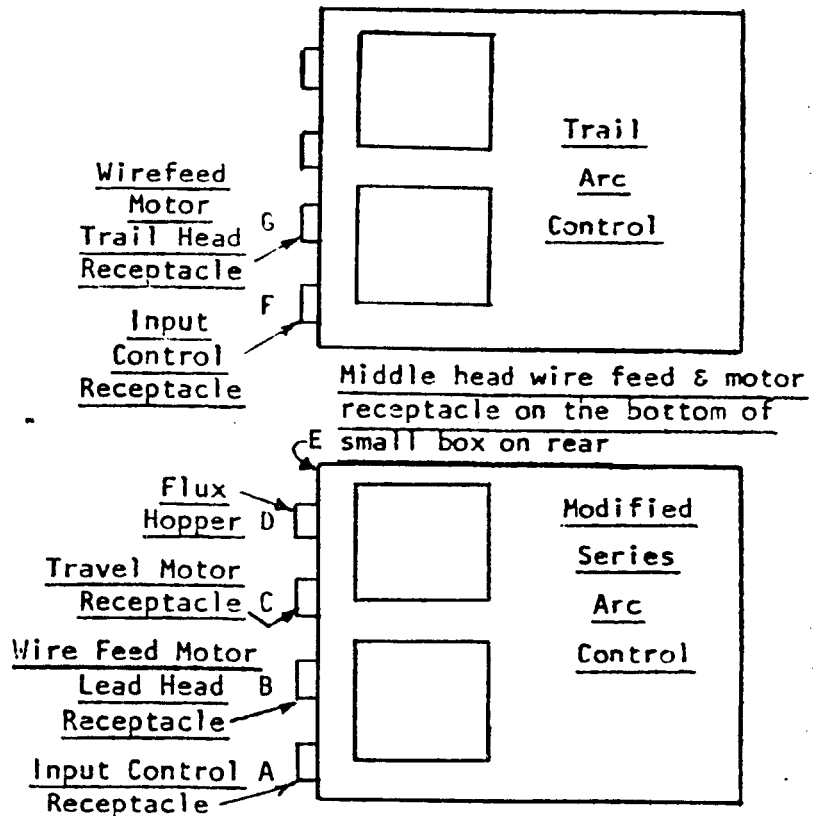 Trail
Arc
Control
Wirefeed
Motor
Trail Head
Receptacle
G
Input
Control
Receptacle
F
Middle head wire feed & motor
receptacle on the bottom of
small box on rear
E
Flux
Hopper D
Travel Motor
Receptacle C
Wire Feed Motor
Lead Head B
Receptacle
Input Control A
Receptacle
Modified
Series
Arc
Control